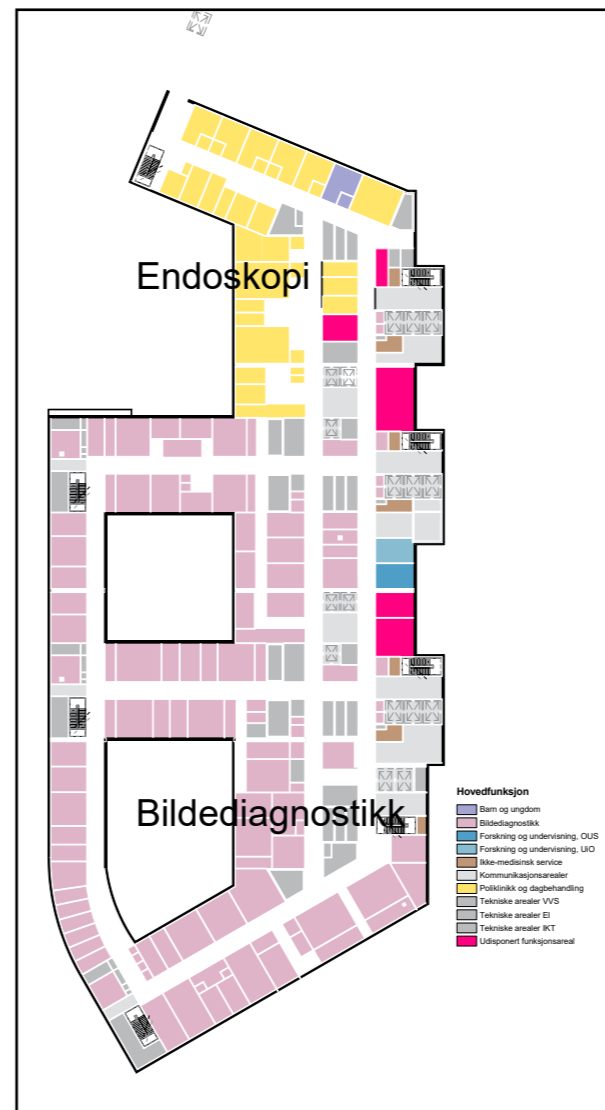 Endoskopi
Bildediagnostikk
Hovedfunksjon
Barn og ungdom
Bildediagnostikk
Forskning og undervisning, OUS
Forskning og undervisning, UiO
Ikke-medisinsk service
Kommunikasjonsarealer
Poliklinikk og dagbehandling
Tekniske arealer VVS
Tekniske arealer El
Tekniske arealer IKT
Udisponert funksjonsareal